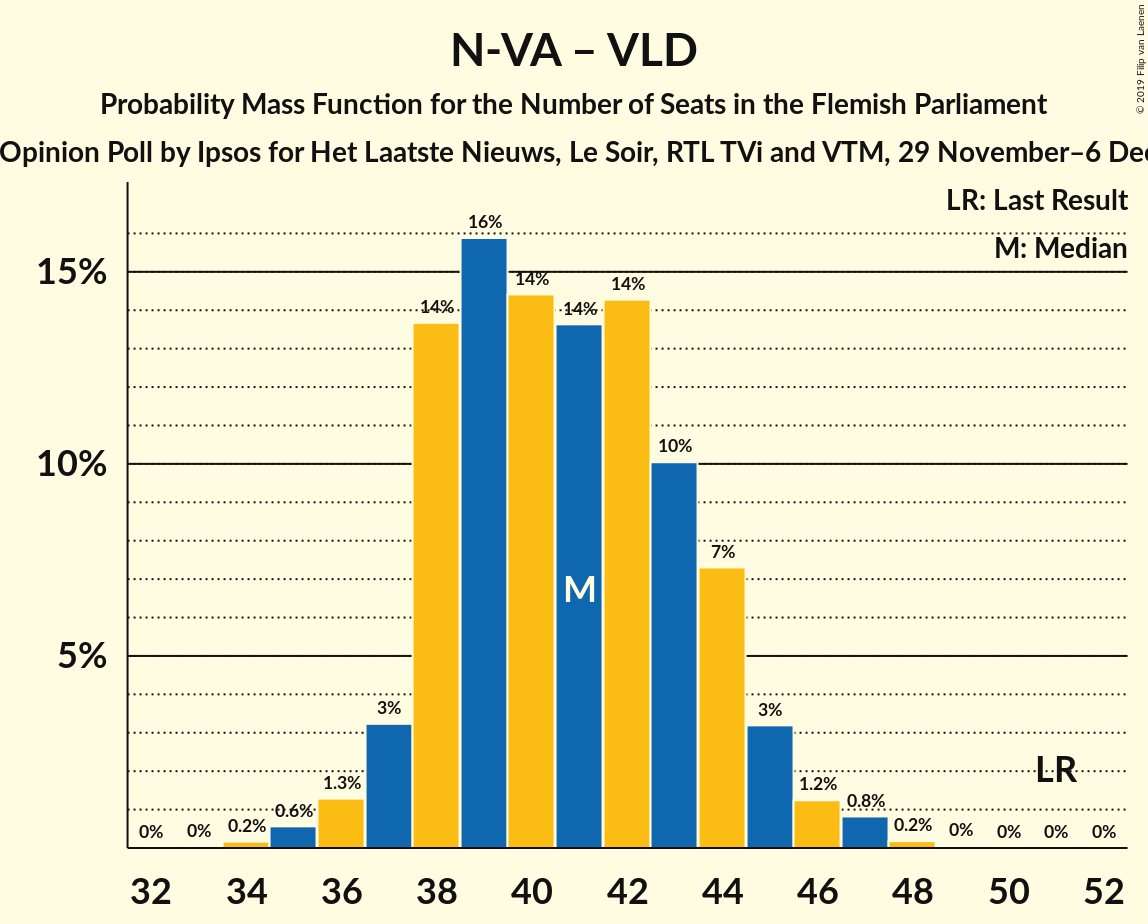 N-VA – VLD
Probability Mass Function for the Number of Seats in the Flemish Parliament
Opinion Poll by Ipsos for Het Laatste Nieuws, Le Soir, RTL TVi and VTM, 29 November–6 Dec
© 2019 Filip van Laenen
LR: Last Result
M: Median
15%
10%
5%
0% 0% 0.2% 0.6% 1.3% 3% 14% 16% 14% 14% 14% 10% 7% 3% 1.2% 0.8% 0.2% 0% 0% 0% 0%
M
LR
32 34 36 38 40 42 44 46 48 50 52